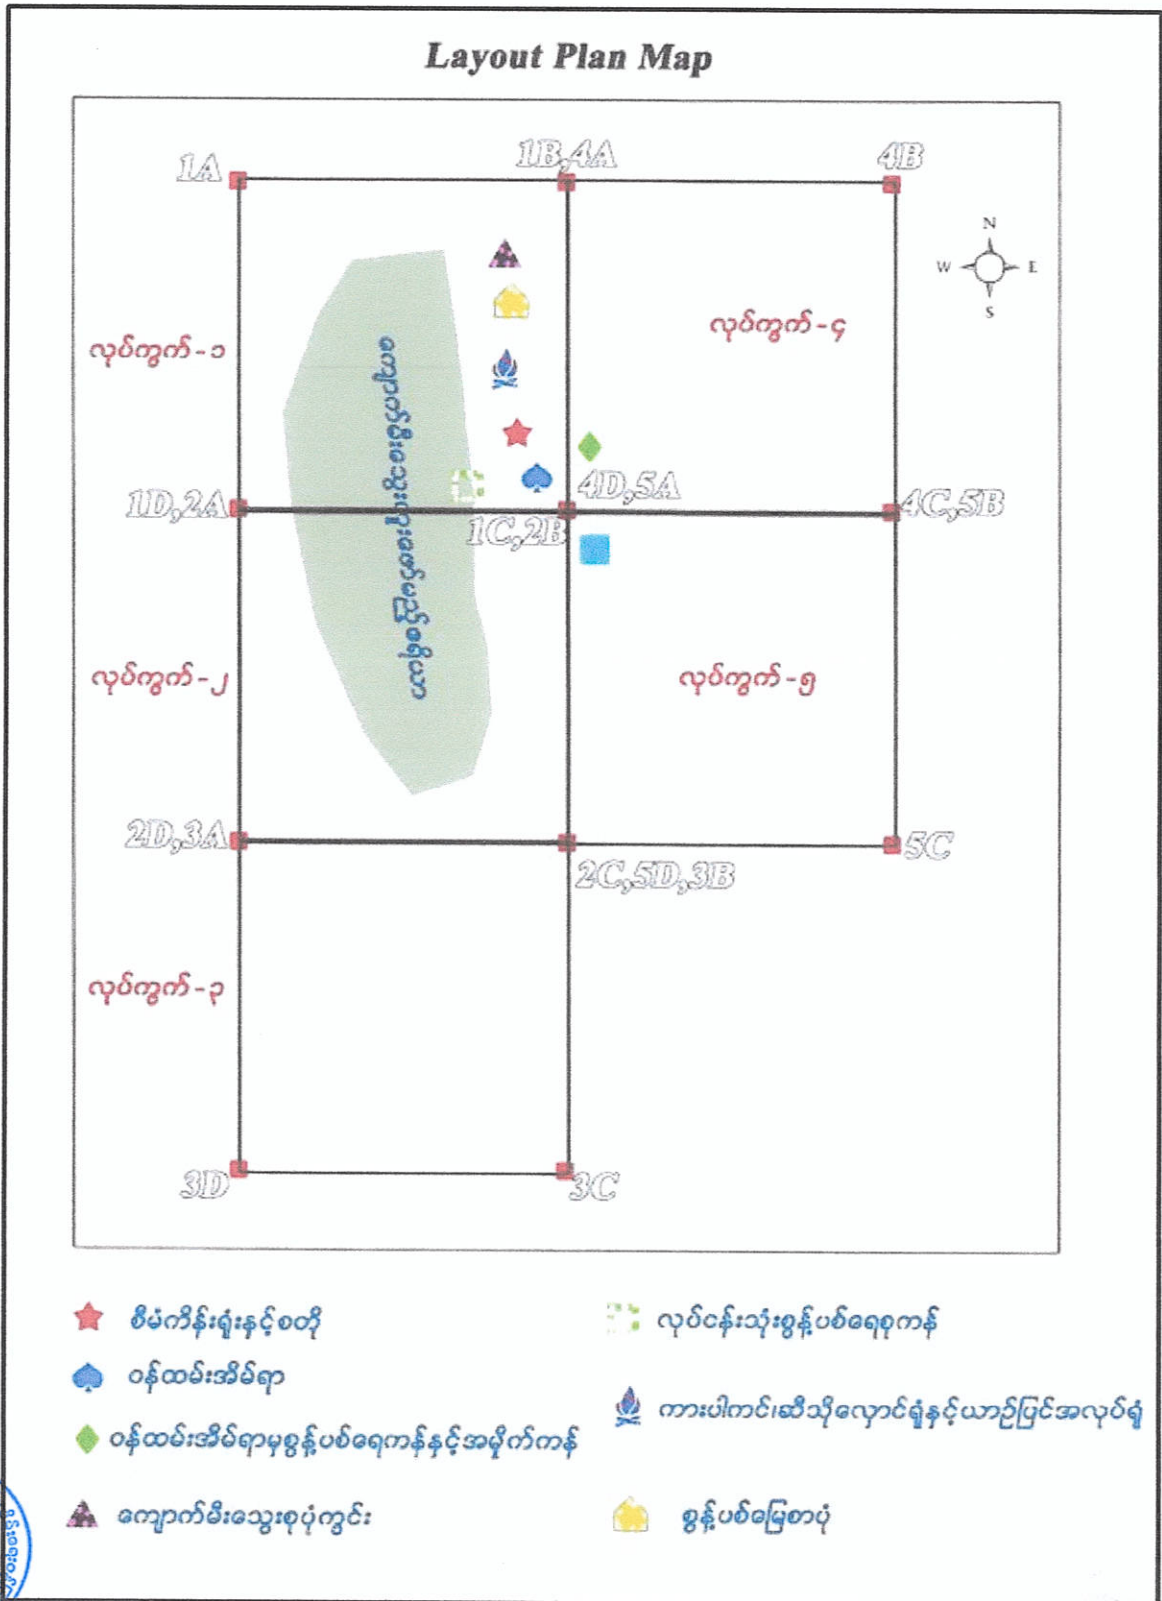 Layout Plan Map
1A
1B,4A
4B
N
W
E
S
လုပ်ကွက်-၁
လုပ်ကွက်-၄
1D,2A
1C,2B
4D,5A
4C,5B
လုပ်ကွက်-၂
လုပ်ကွက်-၅
2D,3A
2C,5D,3B
5C
လုပ်ကွက်-၃
3D
3C
စီမံကိန်းရုံးနှင့်စတို
လုပ်ငန်းသုံးစွန့်ပစ်ရေစုကန်
ဝန်ထမ်းအိမ်ရာ
ကားပါကင်၊ဆီသိုလှောင်ရုံနှင့်ယာဉ်ပြင်အလုပ်ရုံ
ဝန်ထမ်းအိမ်ရာမှစွန့်ပစ်ရေကန်နှင့်အမှိုက်ကန်
ကျောက်မီးသွေးစုပုံကွင်း
စွန့်ပစ်မြေစာပုံ